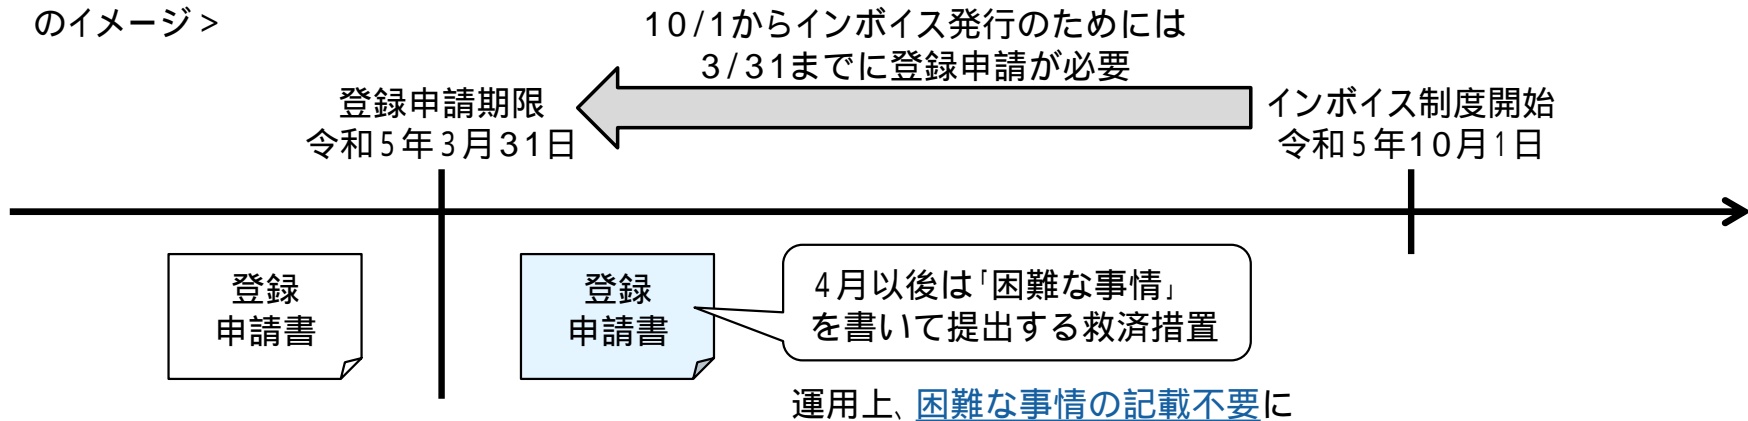 のイメージ>
10/1からインボイス発行のためには
3/31までに登録申請が必要
登録申請期限
令和5年3月31日
インボイス制度開始
令和5年10月1日
登録
申請書
登録
申請書
4月以後は「困難な事情」
を書いて提出する救済措置
運用上、困難な事情の記載不要に